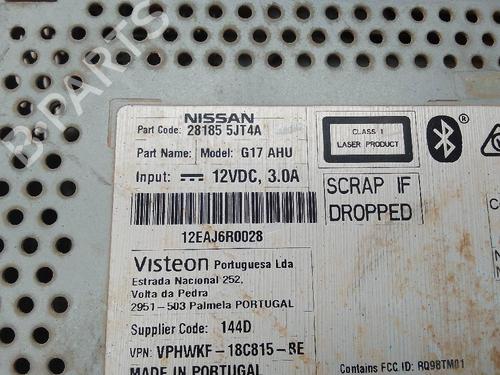 B-PARTS
NISSAN
Part Code: 28185 5JT4A
Part Name: Model: G17 AHU
Input: 12VDC, 3.0A
CLASS 1
LASER PRODUCT
®
SCRAP IF
DROPPED
12EAJ6R0028
Visteon Portuguesa Lda
Estrada Nacional 252,
Volta da Pedra
2951-503 Palmela PORTUGAL
Supplier Code: 144D
VPN: VPHWKF-18C815-BE
MADE IN PORTUGAL
Contains FCC ID: RQ9BTM01